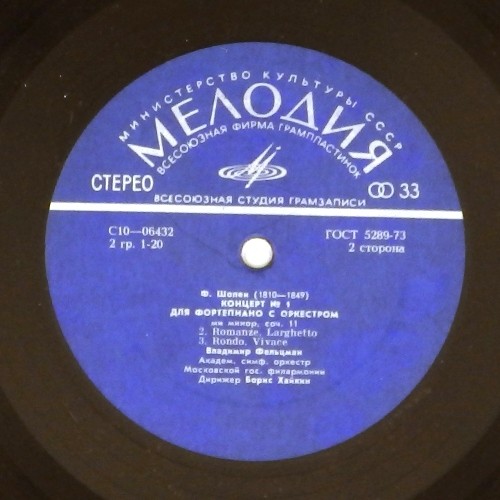 МИНИСТЕРСТВО КУЛЬТУРЫ СССР
МЕЛОДИЯ
ВСЕСОЮЗНАЯ ФИРМА ГРАМПЛАСТИНОК
СТЕРЕО
33
ВСЕСОЮЗНАЯ СТУДИЯ ГРАМЗАПИСИ
С10—06432
ГОСТ 5289-73
2 гр. 1-20
2 сторона
Ф. Шопен (1810—1849)
КОНЦЕРТ № 1
ДЛЯ ФОРТЕПИАНО С ОРКЕСТРОМ
ми минор, соч. 11
2. Romanze, Larghetto
3. Rondo, Vivace
Владимир Фельцман
Академ. симф. оркестр
Московской гос. филармонии
Дирижер Борис Хайкин